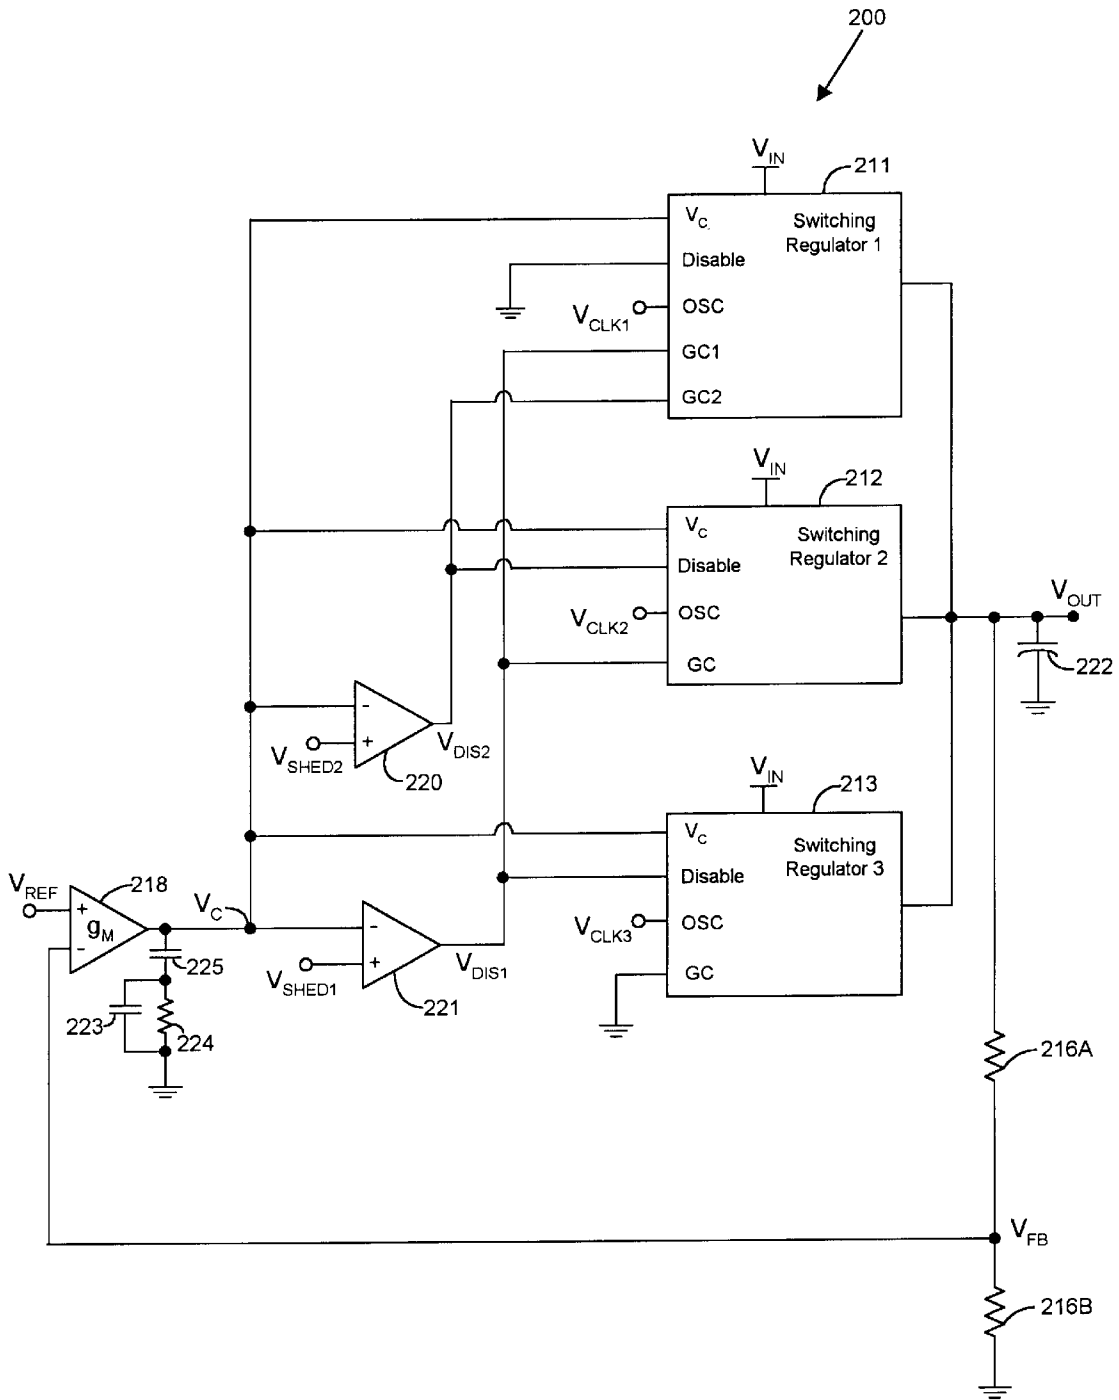 200
V_IN
211
V_C
Switching
Regulator 1
Disable
V_CLK1
OSC
GC1
GC2
V_IN
212
V_C
Switching
Regulator 2
Disable
V_CLK2
OSC
GC
V_OUT
222
-
+
V_SHED2
V_DIS2
220
V_IN
213
V_C
Switching
Regulator 3
Disable
V_CLK3
OSC
GC
V_REF
218
+
g_M
-
V_C
-
+
V_SHED1
V_DIS1
221
225
223
224
216A
V_FB
216B